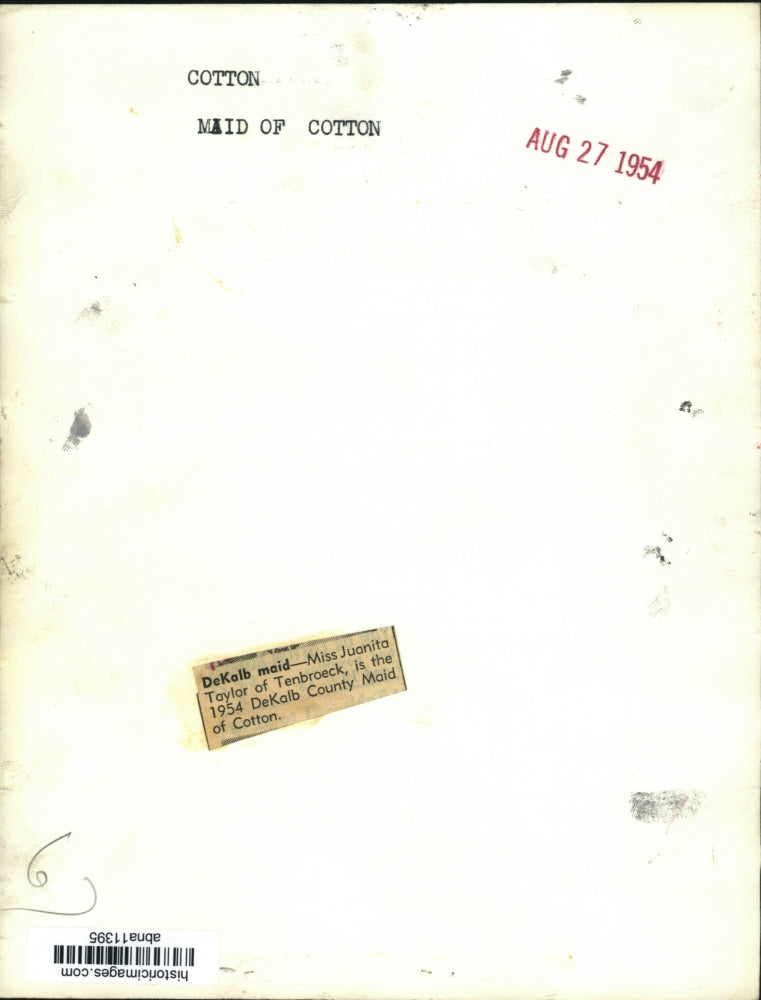 COTTON
MAID OF COTTON
AUG 27 1954
DeKalb maid—Miss Juanita
Taylor of Tenbroeck, is the
1954 DeKalb County Maid
of Cotton.
6
historicimages.com
abna11395